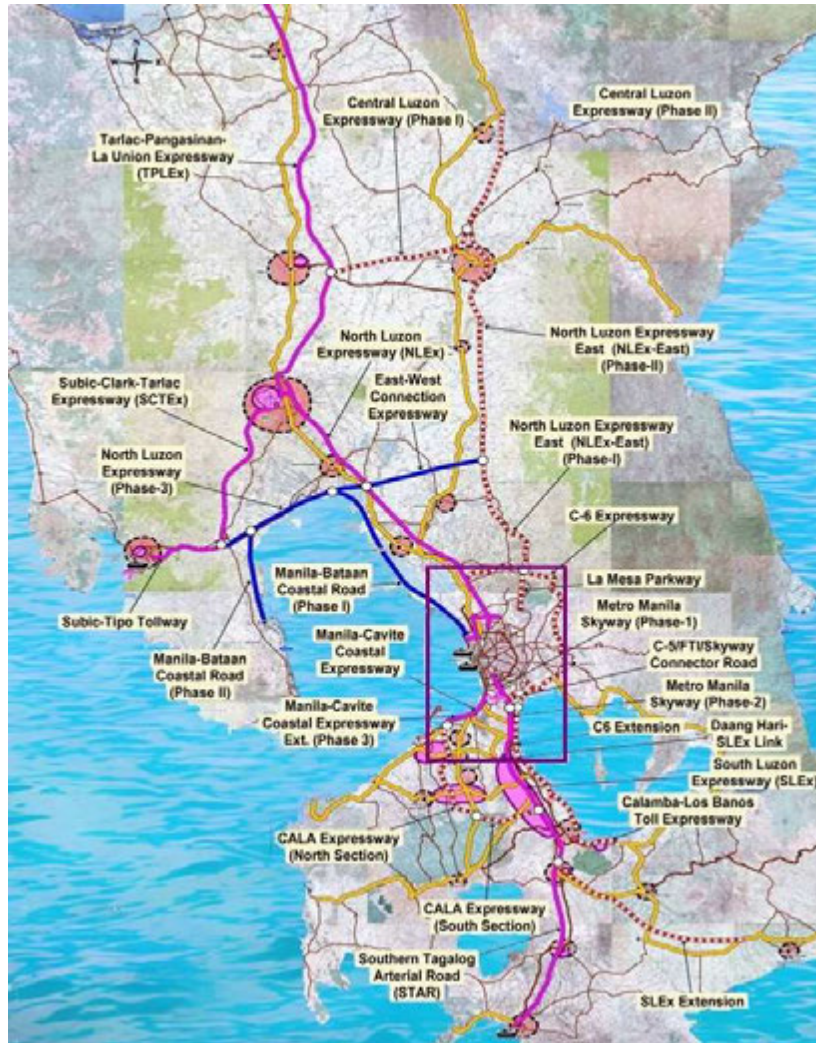 Central Luzon
Expressway (Phase I)
Central Luzon
Expressway (Phase II)
Tarlac-Pangasinan-
La Union Expressway
(TPLEx)
North Luzon
Expressway (NLEx)
North Luzon Expressway
East (NLEx-East)
(Phase-II)
East-West
Connection
Expressway
Subic-Clark-Tarlac
Expressway (SCTEx)
North Luzon Expressway
East (NLEx-East)
(Phase-I)
North Luzon
Expressway
(Phase-3)
C-6 Expressway
Manila-Bataan
Coastal Road
(Phase I)
La Mesa Parkway
Metro Manila
Skyway (Phase-1)
Subic-Tipo Tollway
Manila-Cavite
Coastal
Expressway
C-5/FTI/Skyway
Connector Road
Manila-Bataan
Coastal Road
(Phase II)
Metro Manila
Skyway (Phase-2)
Manila-Cavite
Coastal Expressway
Ext. (Phase 3)
C6 Extension
Daang Hari-
SLEx Link
South Luzon
Expressway (SLEx)
Calamba-Los Banos
Toll Expressway
CALA Expressway
(North Section)
CALA Expressway
(South Section)
Southern Tagalog
Arterial Road
(STAR)
SLEx Extension